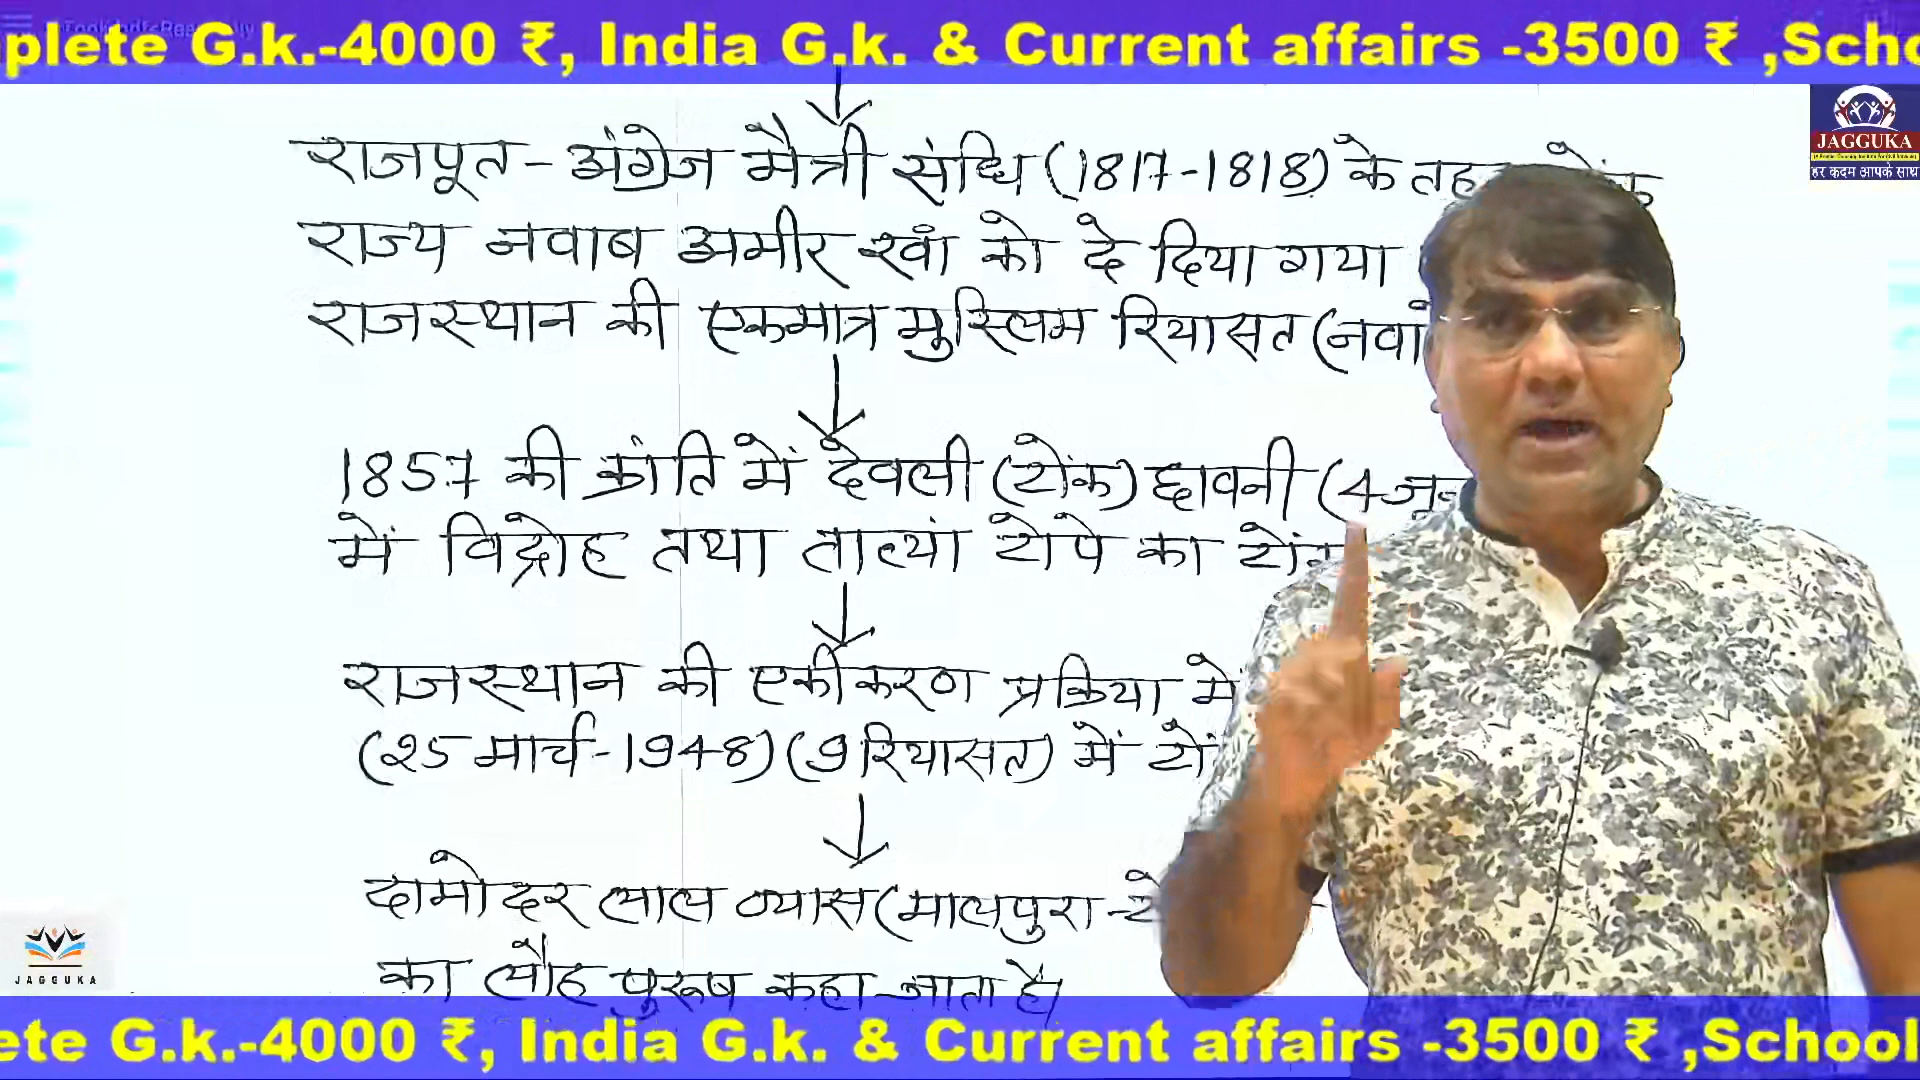 plete G.k.-4000 ₹, India G.k. & Current affairs -3500 ₹ ,Scho
JAGGUKA
हर कदम आपके साथ
राजपूत - अंग्रेज मैत्री संधि (1817-1818) के तह
राज्य नवाब अमीर खां को दे दिया गया
राजस्थान की एकमात्र मुस्लिम रियासत (नवा
1857 की क्रांति में देवली (टोंक) छावनी (4 जून
में विद्रोह तथा तात्यां टोपे का टोंक
राजस्थान की एकीकरण प्रक्रिया में
(25 मार्च-1948) (9 रियासत) में टों
दामोदर लाल व्यास (मालपुरा-टो
का लौह पुरूष कहा जाता है।
JAGGUKA
ete G.k.-4000 ₹, India G.k. & Current affairs -3500 ₹ ,School